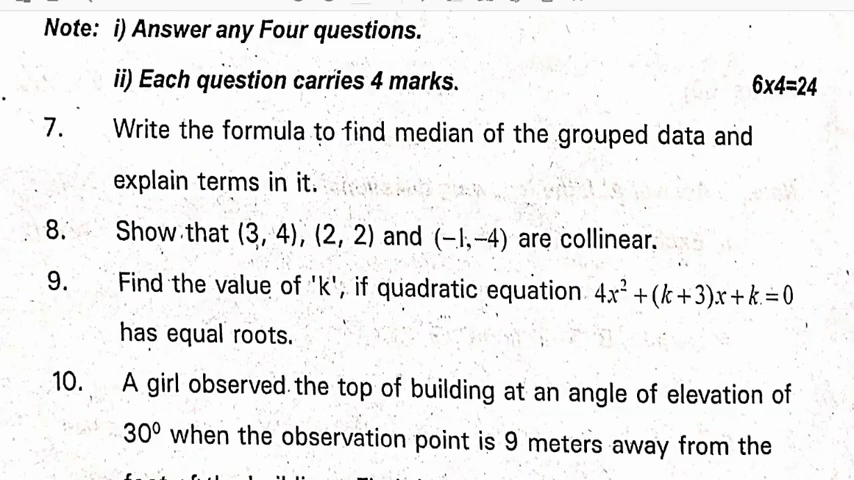 Note: i) Answer any Four questions.
ii) Each question carries 4 marks.
6x4=24
7. Write the formula to find median of the grouped data and
explain terms in it.
8. Show that (3, 4), (2, 2) and (−1,−4) are collinear.
9. Find the value of 'k', if quadratic equation 4x² +(k+3)x+k=0
has equal roots.
10. A girl observed the top of building at an angle of elevation of
30⁰ when the observation point is 9 meters away from the